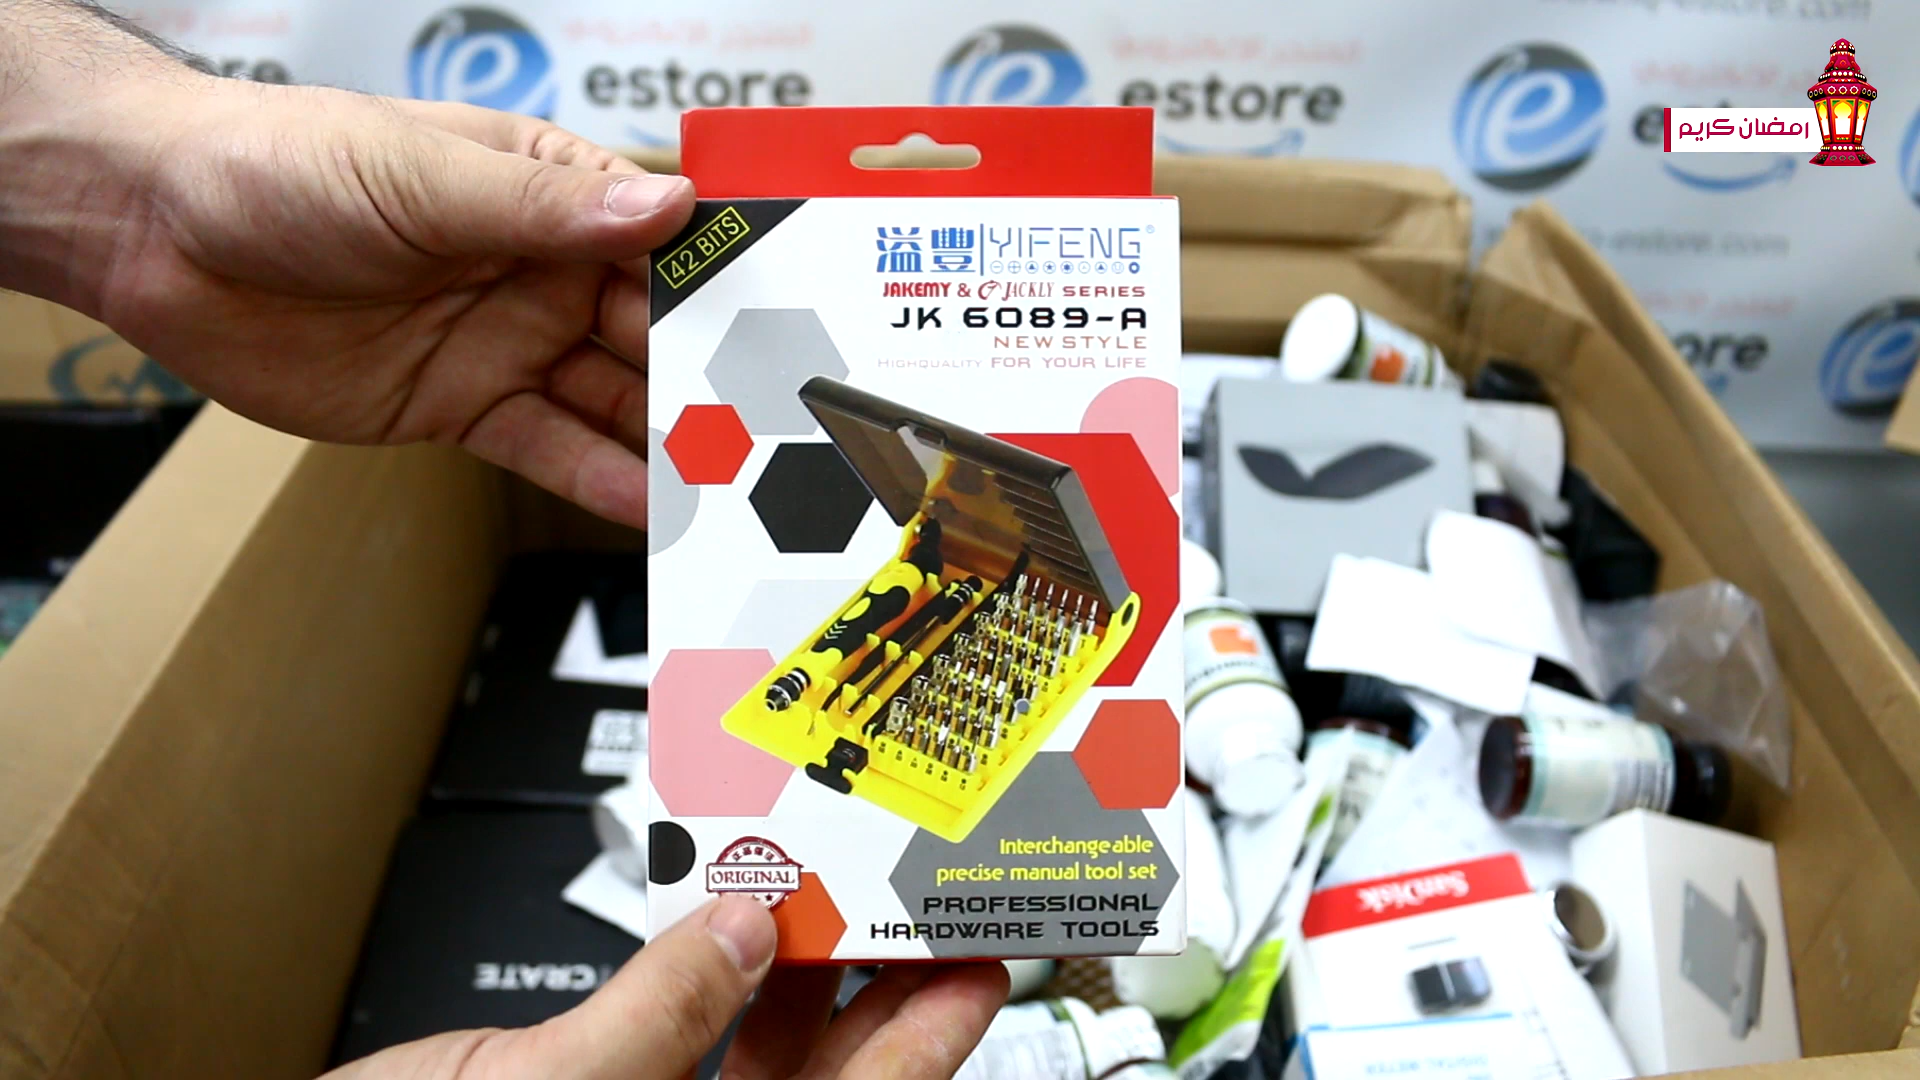 estore
estore
رمضان كريم
42 BITS
溢豐 YIFENG®
JAKEMY & JACKLY SERIES
JK 6089-A
NEW STYLE
HIGHQUALITY FOR YOUR LIFE
ORIGINAL
Interchangeable
precise manual tool set
PROFESSIONAL
HARDWARE TOOLS
SanDisk
CRATE